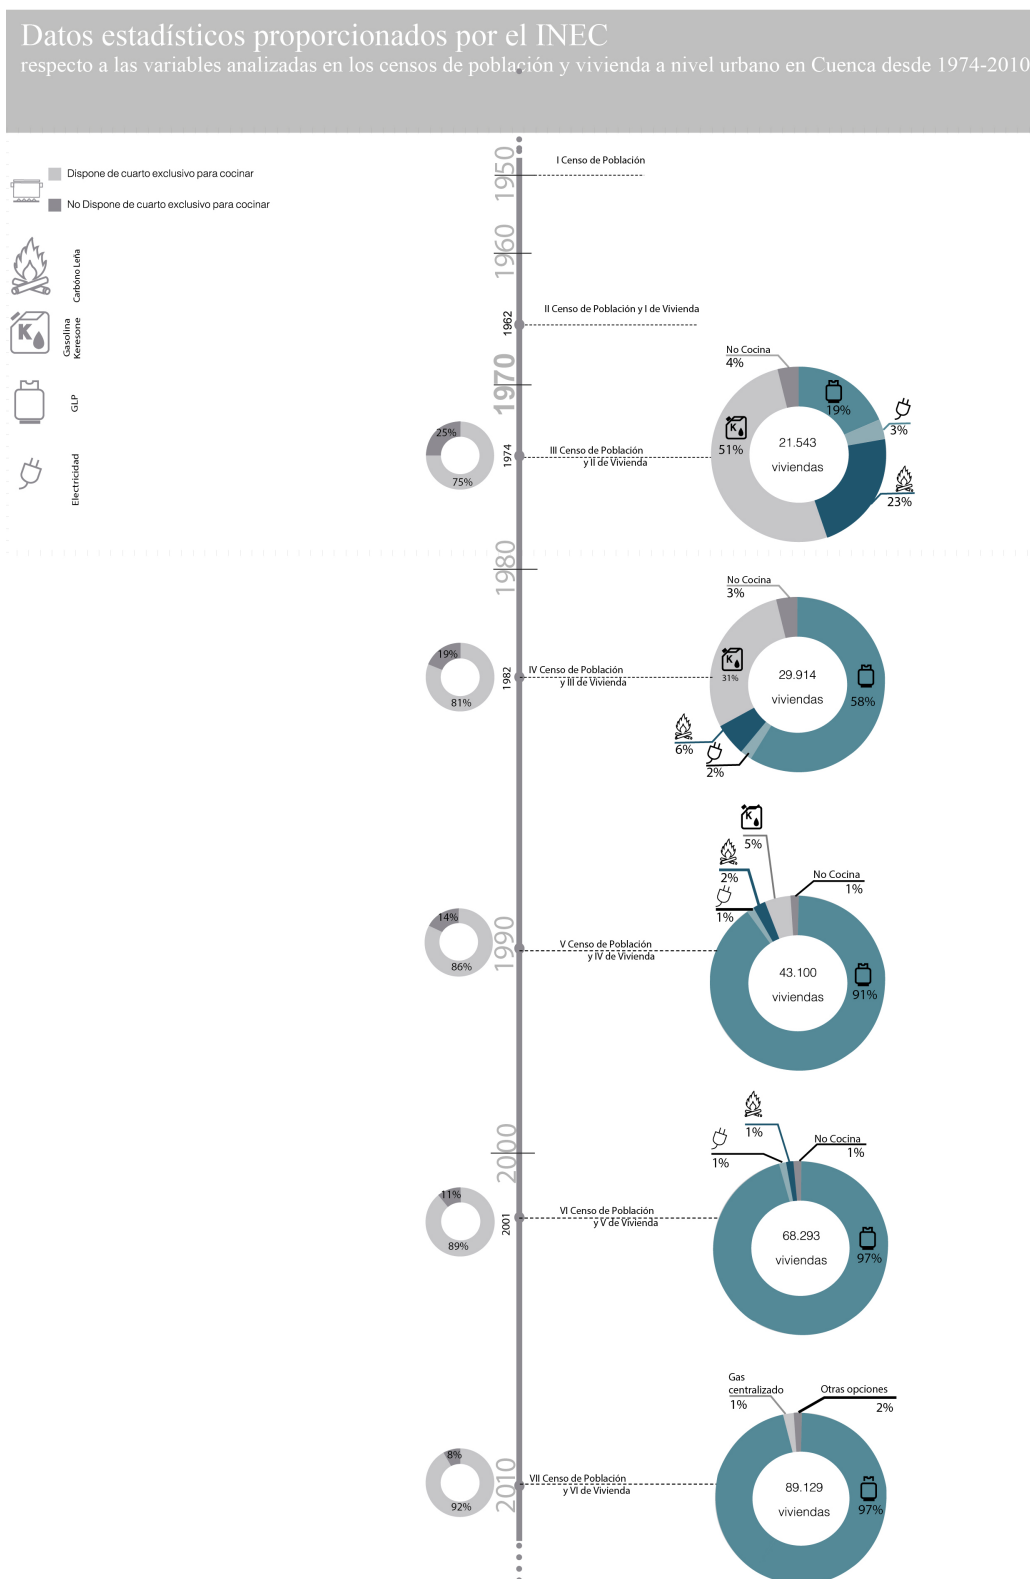 Datos estadísticos proporcionados por el INEC
respecto a las variables analizadas en los censos de población y vivienda a nivel urbano en Cuenca desde 1974-2010
Dispone de cuarto exclusivo para cocinar
No Dispone de cuarto exclusivo para cocinar
Carbóno Leña
Gasolina
Keresone
K
GLP
Electricidad
1950
I Censo de Población
1960
1962
II Censo de Población y I de Vivienda
1970
25%
75%
1974
III Censo de Población
y II de Vivienda
No Cocina
4%
19%
3%
K
51%
21.543
viviendas
23%
1980
19%
81%
1982
IV Censo de Población
y III de Vivienda
No Cocina
3%
K
31%
29.914
viviendas
58%
6%
2%
14%
86%
1990
V Censo de Población
y IV de Vivienda
K
5%
2%
1%
No Cocina
1%
43.100
viviendas
91%
2000
11%
89%
2001
VI Censo de Población
y V de Vivienda
1%
1%
No Cocina
1%
68.293
viviendas
97%
8%
92%
2010
VII Censo de Población
y VI de Vivienda
Gas
centralizado
1%
Otras opciones
2%
89.129
viviendas
97%